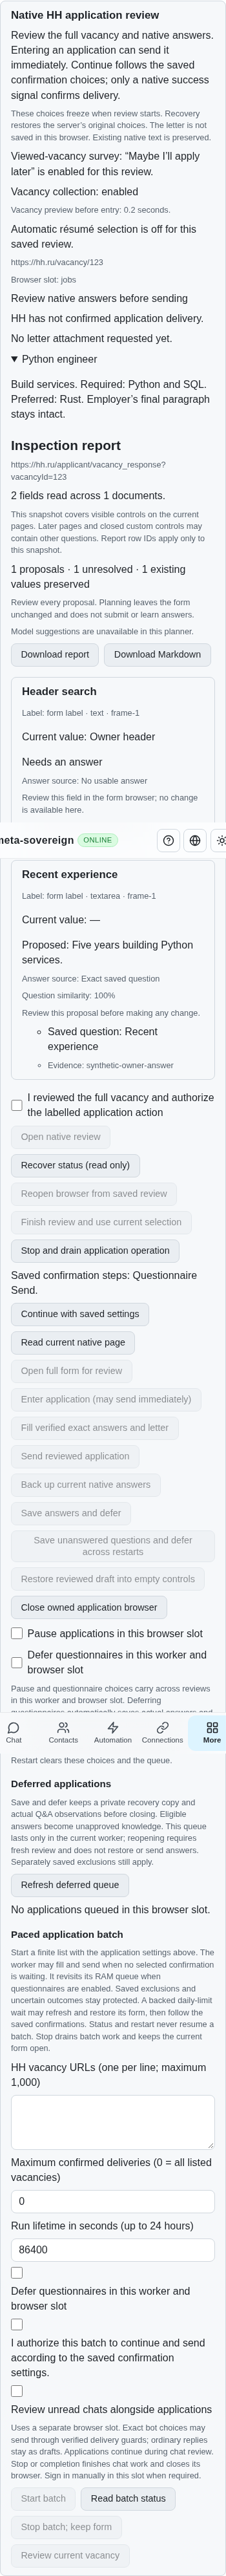 Native HH application review
Review the full vacancy and native answers.
Entering an application can send it
immediately. Continue follows the saved
confirmation choices; only a native success
signal confirms delivery.
These choices freeze when review starts. Recovery
restores the server's original choices. The letter is not
saved in this browser. Existing native text is preserved.
Viewed-vacancy survey: “Maybe I'll apply
later” is enabled for this review.
Vacancy collection: enabled
Vacancy preview before entry: 0.2 seconds.
Automatic résumé selection is off for this
saved review.
https://hh.ru/vacancy/123
Browser slot: jobs
Review native answers before sending
HH has not confirmed application delivery.
No letter attachment requested yet.
▼ Python engineer
Build services. Required: Python and SQL.
Preferred: Rust. Employer's final paragraph
stays intact.
Inspection report
https://hh.ru/applicant/vacancy_response?
vacancyId=123
2 fields read across 1 documents.
This snapshot covers visible controls on the current
pages. Later pages and closed custom controls may
contain other questions. Report row IDs apply only to
this snapshot.
1 proposals · 1 unresolved · 1 existing
values preserved
Review every proposal. Planning leaves the form
unchanged and does not submit or learn answers.
Model suggestions are unavailable in this planner.
Download report
Download Markdown
Header search
Label: form label · text · frame-1
Current value: Owner header
Needs an answer
Answer source: No usable answer
Review this field in the form browser; no change
is available here.
meta-sovereign
ONLINE
Recent experience
Label: form label · textarea · frame-1
Current value: —
Proposed: Five years building Python
services.
Answer source: Exact saved question
Question similarity: 100%
Review this proposal before making any change.
Saved question: Recent
experience
Evidence: synthetic-owner-answer
I reviewed the full vacancy and authorize
the labelled application action
Open native review
Recover status (read only)
Reopen browser from saved review
Finish review and use current selection
Stop and drain application operation
Saved confirmation steps: Questionnaire
Send.
Continue with saved settings
Read current native page
Open full form for review
Enter application (may send immediately)
Fill verified exact answers and letter
Send reviewed application
Back up current native answers
Save answers and defer
Save unanswered questions and defer
across restarts
Restore reviewed draft into empty controls
Close owned application browser
Pause applications in this browser slot
Defer questionnaires in this worker and
browser slot
Pause and questionnaire choices carry across reviews
in this worker and browser slot. Deferring
Chat
Contacts
Automation
Connections
More
Restart clears these choices and the queue.
Deferred applications
Save and defer keeps a private recovery copy and
actual Q&A observations before closing. Eligible
answers become unapproved knowledge. This queue
lasts only in the current worker; reopening requires
fresh review and does not restore or send answers.
Separately saved exclusions still apply.
Refresh deferred queue
No applications queued in this browser slot.
Paced application batch
Start a finite list with the application settings above. The
worker may fill and send when no selected confirmation
is waiting. It revisits its RAM queue when
questionnaires are enabled. Saved exclusions and
uncertain outcomes stay protected. A backed daily-limit
wait may refresh and restore its form, then follow the
saved confirmations. Status and restart never resume a
batch. Stop drains batch work and keeps the current
form open.
HH vacancy URLs (one per line; maximum
1,000)
Maximum confirmed deliveries (0 = all listed
vacancies)
0
Run lifetime in seconds (up to 24 hours)
86400
Defer questionnaires in this worker and
browser slot
I authorize this batch to continue and send
according to the saved confirmation
settings.
Review unread chats alongside applications
Uses a separate browser slot. Exact bot choices may
send through verified delivery guards; ordinary replies
stay as drafts. Applications continue during chat review.
Stop or completion finishes chat work and closes its
browser. Sign in manually in this slot when required.
Start batch
Read batch status
Stop batch; keep form
Review current vacancy